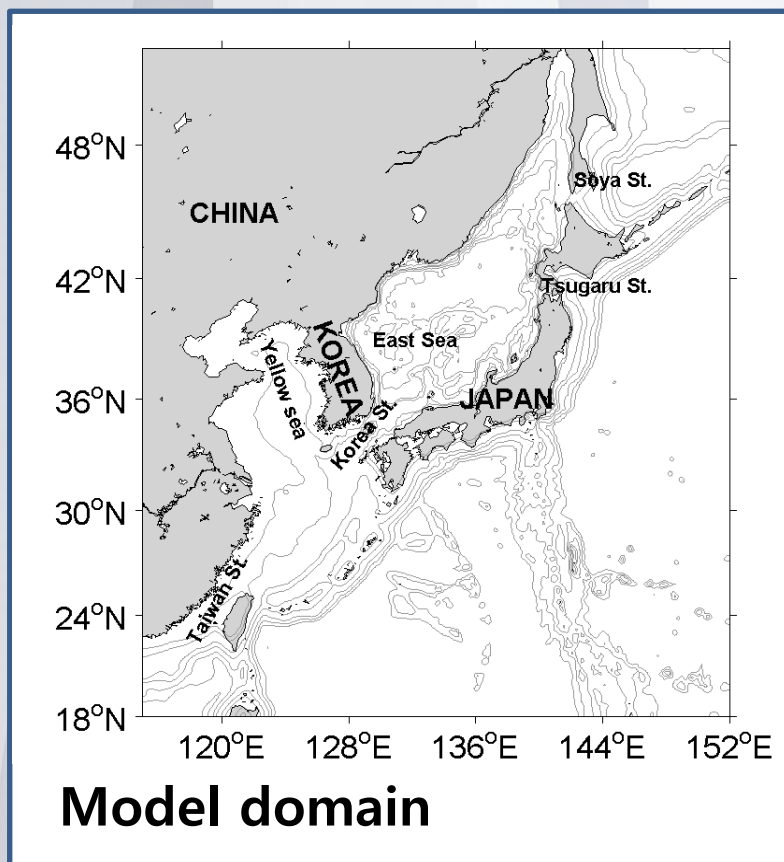 48°N
Soya St.
CHINA
42°N
Tsugaru St.
KOREA
East Sea
Yellow sea
36°N
JAPAN
Korea St.
30°N
Taiwan St.
24°N
18°N
120°E 128°E 136°E 144°E 152°E
Model domain